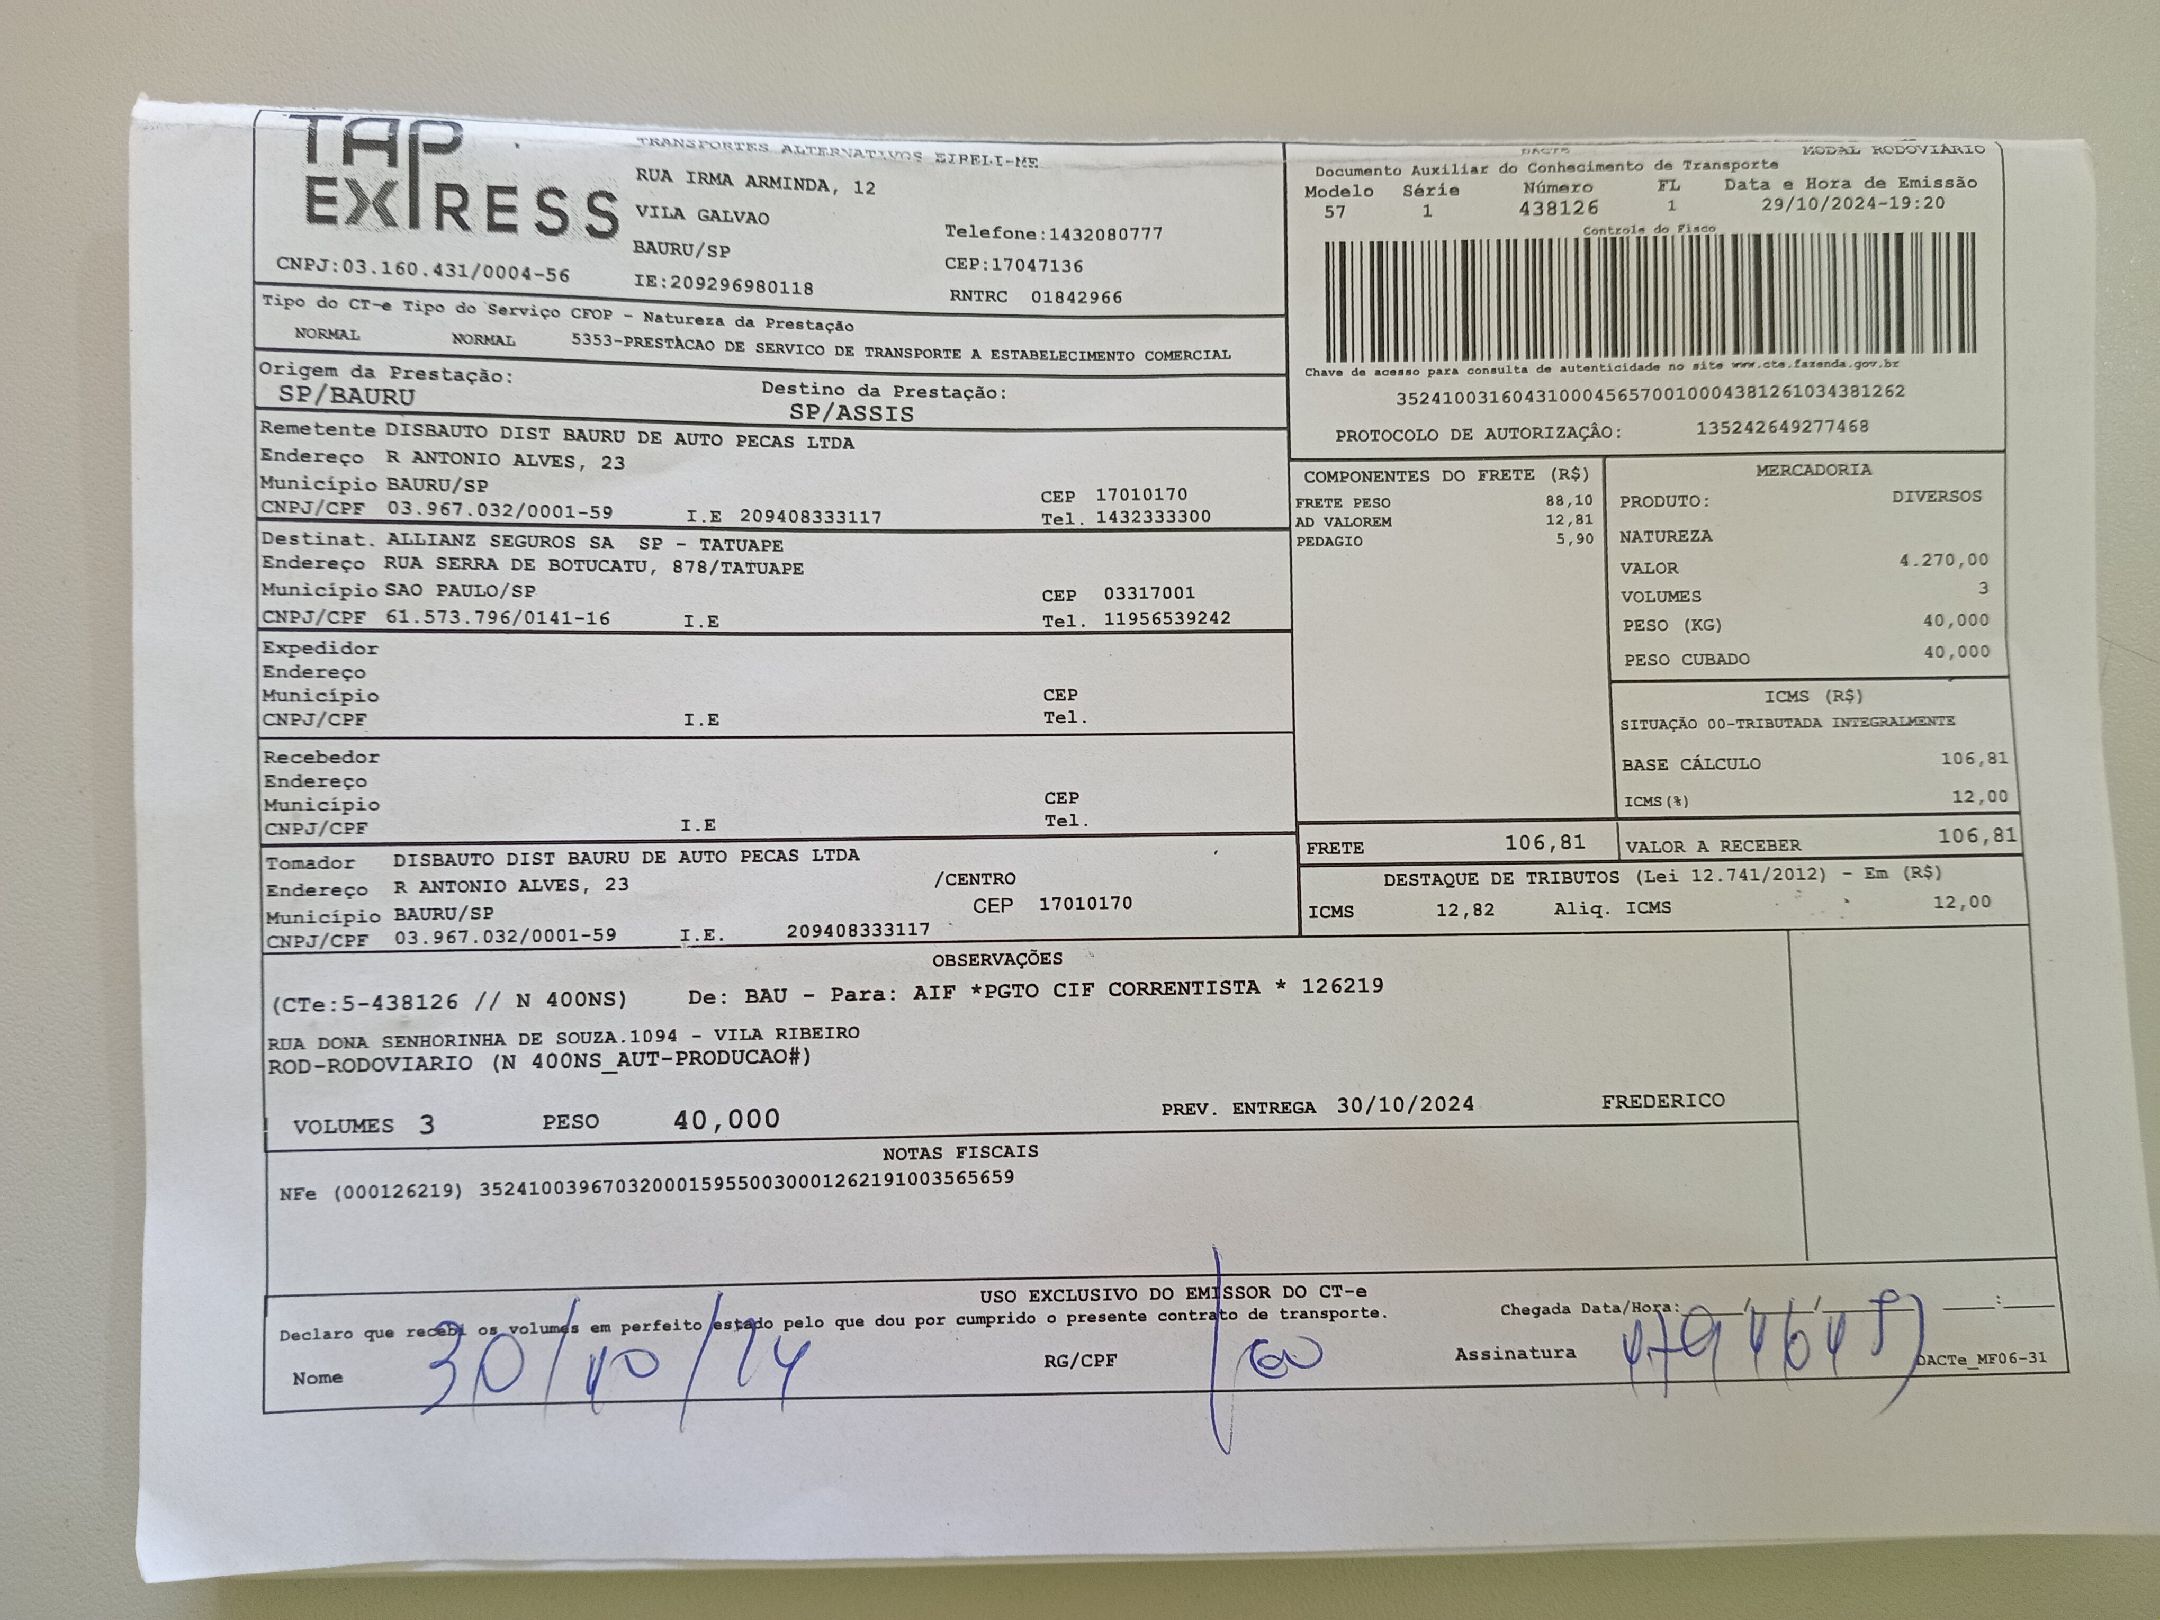 TAP EXPRESS
TRANSPORTES ALTERNATIVOS EIRELI-ME
RUA IRMA ARMINDA, 12
VILA GALVAO
BAURU/SP
IE:209296980118
Telefone:1432080777
CEP:17047136
RNTRC 01842966
CNPJ:03.160.431/0004-56
DACTE MODAL RODOVIÁRIO
Documento Auxiliar do Conhecimento de Transporte
Modelo Série Número FL Data e Hora de Emissão
57 1 438126 1 29/10/2024-19:20
Controle do Fisco
Chave de acesso para consulta de autenticidade no site www.cte.fazenda.gov.br
35241003160431000456570010004381261034381262
PROTOCOLO DE AUTORIZAÇÂO: 135242649277468
Tipo do CT-e Tipo do Serviço CFOP - Natureza da Prestação
NORMAL NORMAL 5353-PRESTACAO DE SERVICO DE TRANSPORTE A ESTABELECIMENTO COMERCIAL
Origem da Prestação: Destino da Prestação:
SP/BAURU SP/ASSIS
Remetente DISBAUTO DIST BAURU DE AUTO PECAS LTDA
Endereço R ANTONIO ALVES, 23
Município BAURU/SP CEP 17010170
CNPJ/CPF 03.967.032/0001-59 I.E 209408333117 Tel. 1432333300
Destinat. ALLIANZ SEGUROS SA SP - TATUAPE
Endereço RUA SERRA DE BOTUCATU, 878/TATUAPE
Município SAO PAULO/SP CEP 03317001
CNPJ/CPF 61.573.796/0141-16 I.E Tel. 11956539242
Expedidor
Endereço
Município CEP
CNPJ/CPF I.E Tel.
Recebedor
Endereço
Município CEP
CNPJ/CPF I.E Tel.
Tomador DISBAUTO DIST BAURU DE AUTO PECAS LTDA
Endereço R ANTONIO ALVES, 23 /CENTRO
Município BAURU/SP CEP 17010170
CNPJ/CPF 03.967.032/0001-59 I.E. 209408333117
COMPONENTES DO FRETE (R$)
FRETE PESO 88,10
AD VALOREM 12,81
PEDAGIO 5,90
MERCADORIA
PRODUTO: DIVERSOS
NATUREZA
VALOR 4.270,00
VOLUMES 3
PESO (KG) 40,000
PESO CUBADO 40,000
ICMS (R$)
SITUAÇÃO 00-TRIBUTADA INTEGRALMENTE
BASE CÁLCULO 106,81
ICMS(%) 12,00
FRETE 106,81 VALOR A RECEBER 106,81
DESTAQUE DE TRIBUTOS (Lei 12.741/2012) - Em (R$)
ICMS 12,82 Aliq. ICMS 12,00
OBSERVAÇÕES
(CTe:5-438126 // N 400NS) De: BAU - Para: AIF *PGTO CIF CORRENTISTA * 126219
RUA DONA SENHORINHA DE SOUZA.1094 - VILA RIBEIRO
ROD-RODOVIARIO (N 400NS_AUT-PRODUCAO#)
VOLUMES 3 PESO 40,000 PREV. ENTREGA 30/10/2024 FREDERICO
NOTAS FISCAIS
NFe (000126219) 35241003967032000159550030001262191003565659
USO EXCLUSIVO DO EMISSOR DO CT-e
Declaro que recebi os volumes em perfeito estado pelo que dou por cumprido o presente contrato de transporte. Chegada Data/Hora: __/__/__ __:__
Nome 30/10/24 RG/CPF Assinatura
DACTe_MF06-31